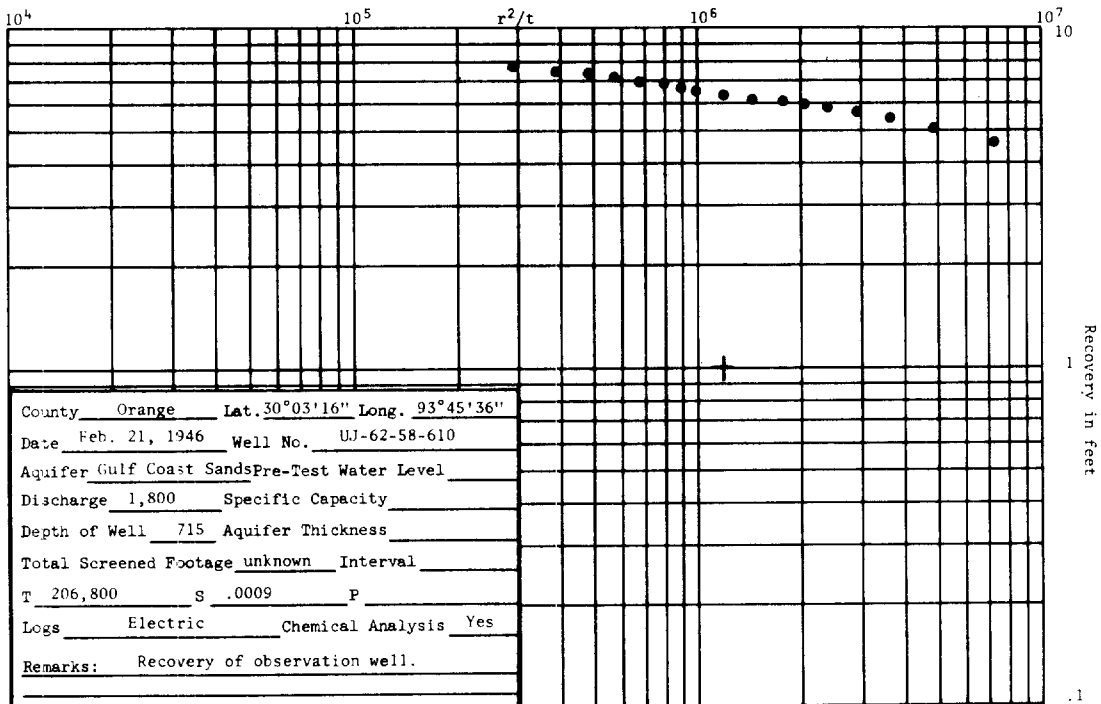 10⁴ 10⁵ r²/t 10⁶ 10⁷
10
1
Recovery in feet
.1
County Orange Lat. 30°03'16" Long. 93°45'36"
Date Feb. 21, 1946 Well No. UJ-62-58-610
Aquifer Gulf Coast Sands Pre-Test Water Level
Discharge 1,800 Specific Capacity
Depth of Well 715 Aquifer Thickness
Total Screened Footage unknown Interval
T 206,800 S .0009 P
Logs Electric Chemical Analysis Yes
Remarks: Recovery of observation well.